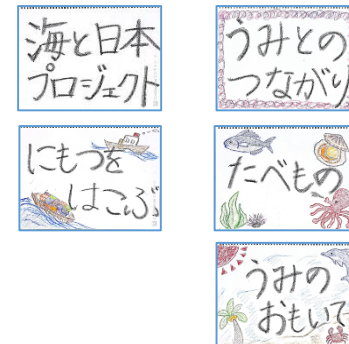 海と日本
プロジェクト
うみとの
つながり
にもつを
はこぶ
たべもの
うみの
おもいで